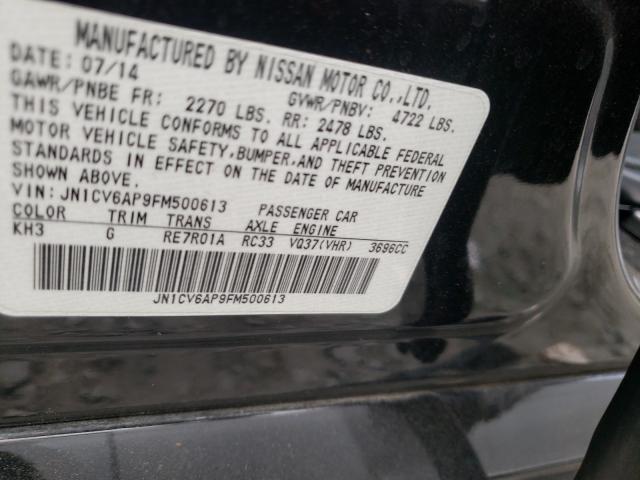 MANUFACTURED BY NISSAN MOTOR CO.,LTD.
DATE: 07/14 GVWR/PNBV: 4722 LBS.
GAWR/PNBE FR: 2270 LBS. RR: 2478 LBS.
THIS VEHICLE CONFORMS TO ALL APPLICABLE FEDERAL
MOTOR VEHICLE SAFETY,BUMPER,AND THEFT PREVENTION
STANDARDS IN EFFECT ON THE DATE OF MANUFACTURE
SHOWN ABOVE.
VIN: JN1CV6AP9FM500613 PASSENGER CAR
COLOR TRIM TRANS AXLE ENGINE
KH3 G RE7R01A RC33 VQ37(VHR) 3696CC
JN1CV6AP9FM500613